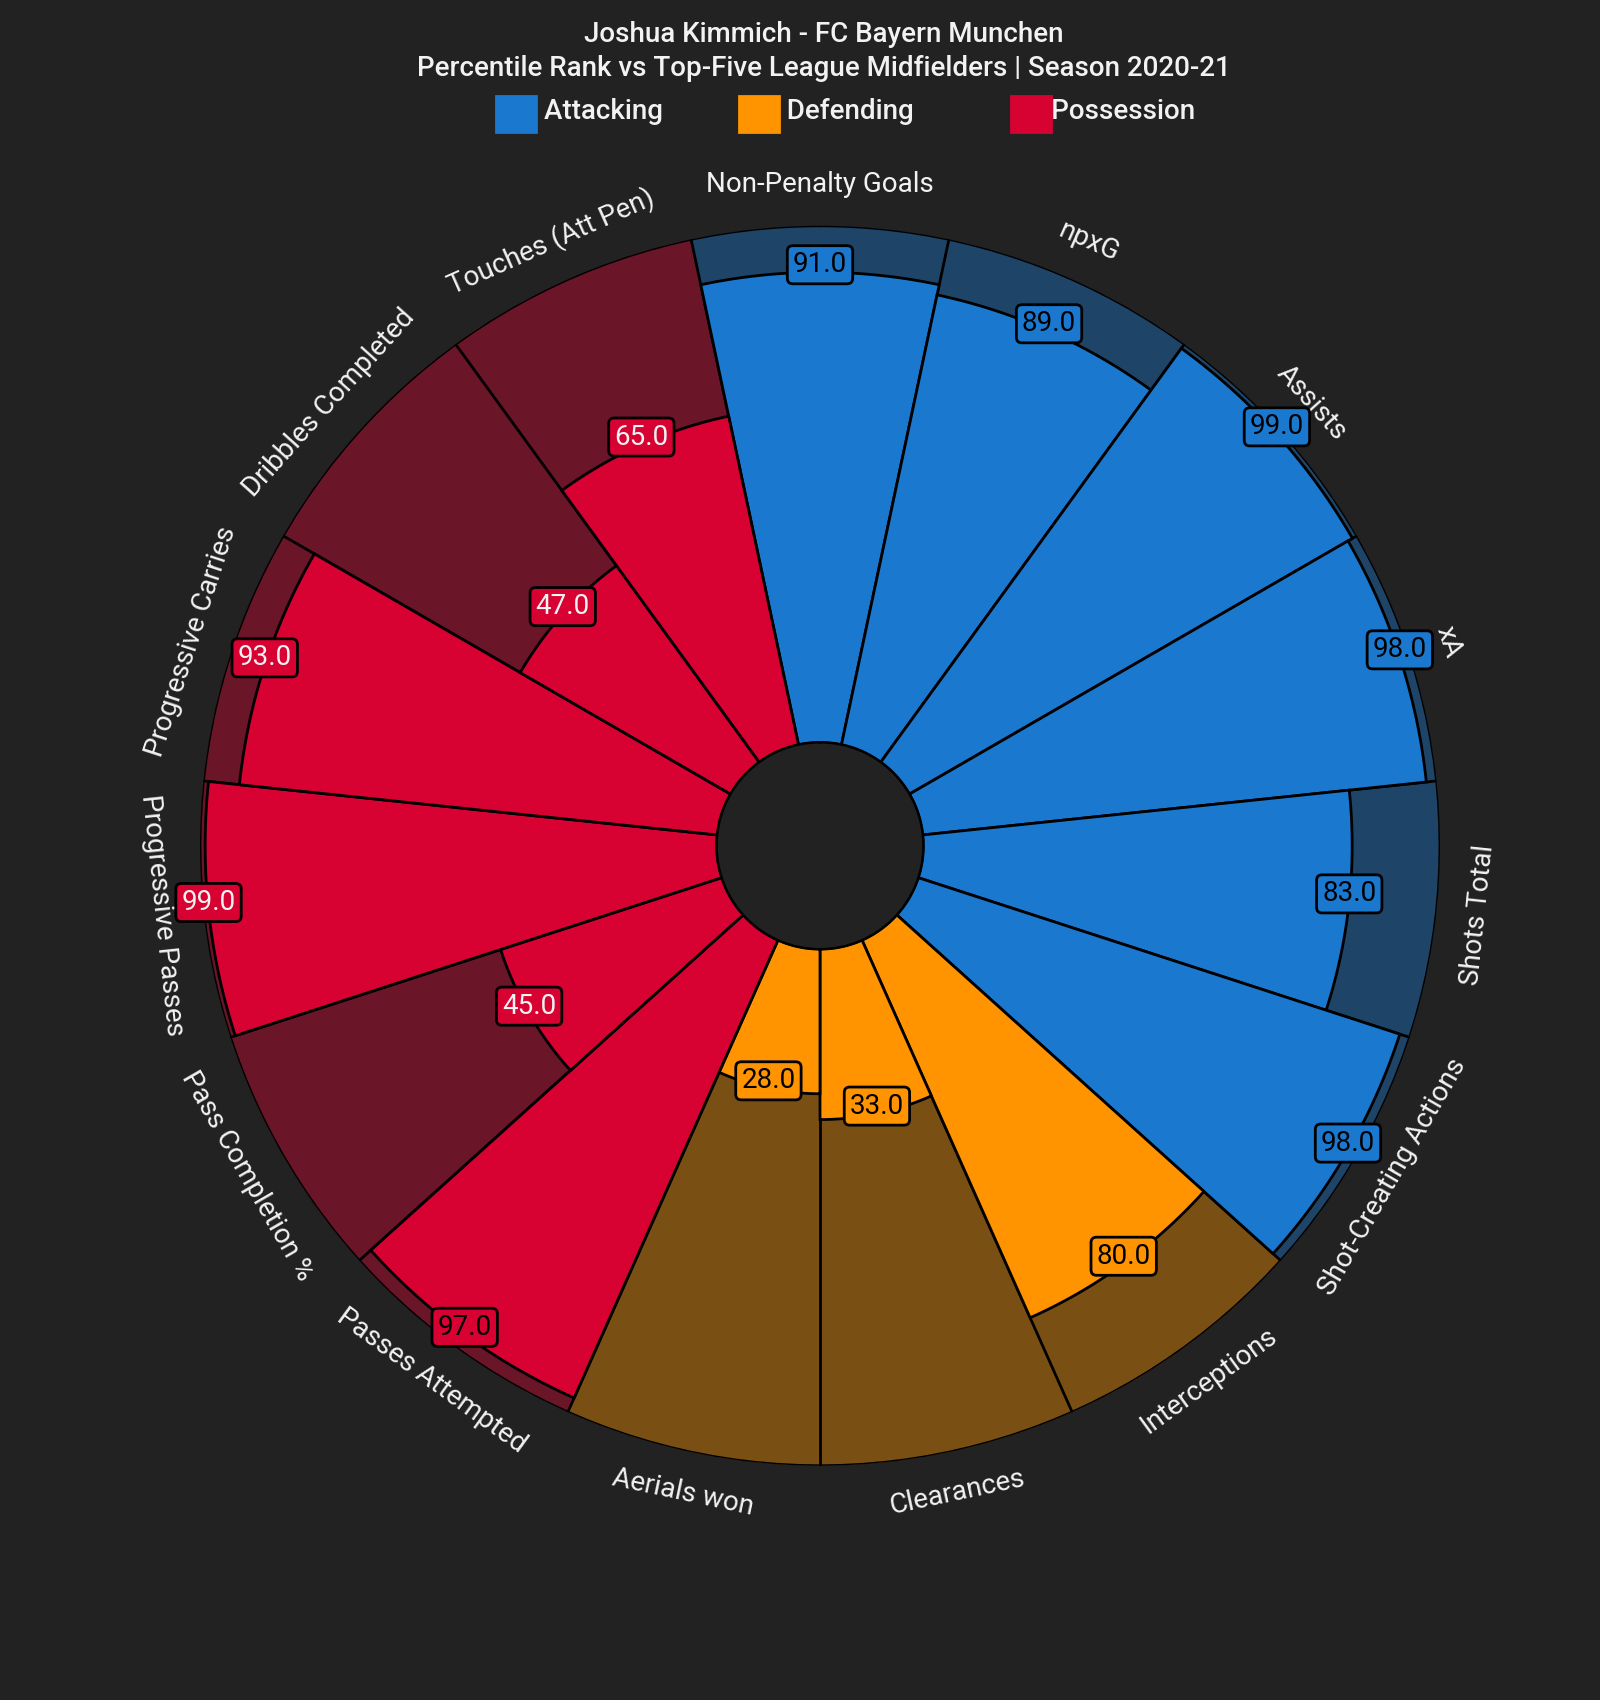 Joshua Kimmich - FC Bayern Munchen
Percentile Rank vs Top-Five League Midfielders | Season 2020-21
Attacking
Defending
Possession
Non-Penalty Goals
91.0
npxG
89.0
Assists
99.0
xA
98.0
Shots Total
83.0
Shot-Creating Actions
98.0
Interceptions
80.0
Clearances
33.0
Aerials won
28.0
Passes Attempted
97.0
Pass Completion %
45.0
Progressive Passes
99.0
Progressive Carries
93.0
Dribbles Completed
47.0
Touches (Att Pen)
65.0